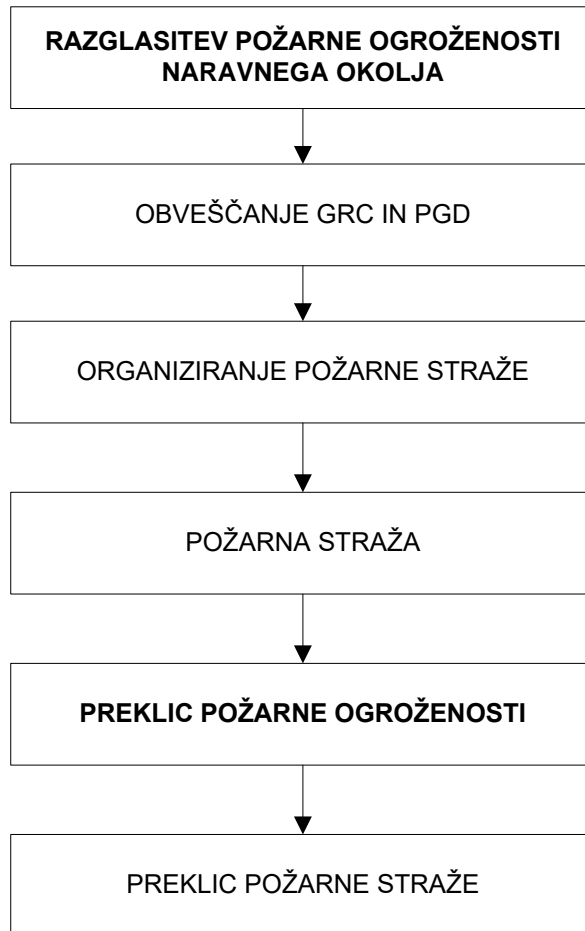 RAZGLASITEV POŽARNE OGROŽENOSTI
NARAVNEGA OKOLJA
OBVEŠČANJE GRC IN PGD
ORGANIZIRANJE POŽARNE STRAŽE
POŽARNA STRAŽA
PREKLIC POŽARNE OGROŽENOSTI
PREKLIC POŽARNE STRAŽE